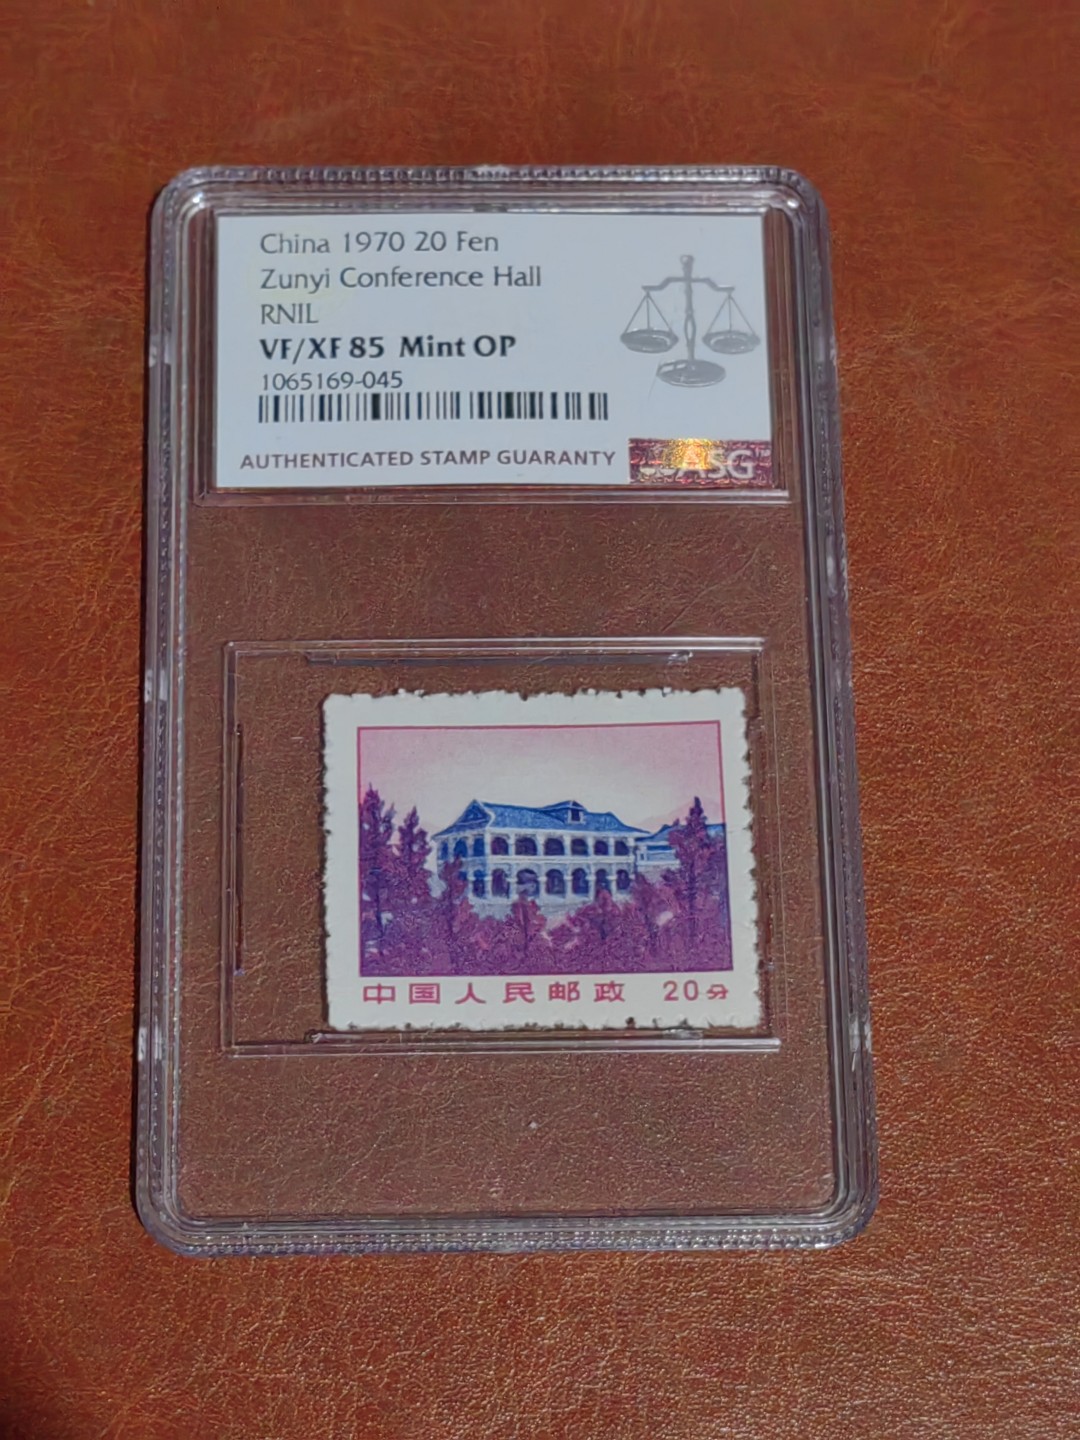 China 1970 20 Fen
Zunyi Conference Hall
RNIL
VF/XF 85 Mint OP
1065169-045
AUTHENTICATED STAMP GUARANTY
ASG
中国人民邮政 20分